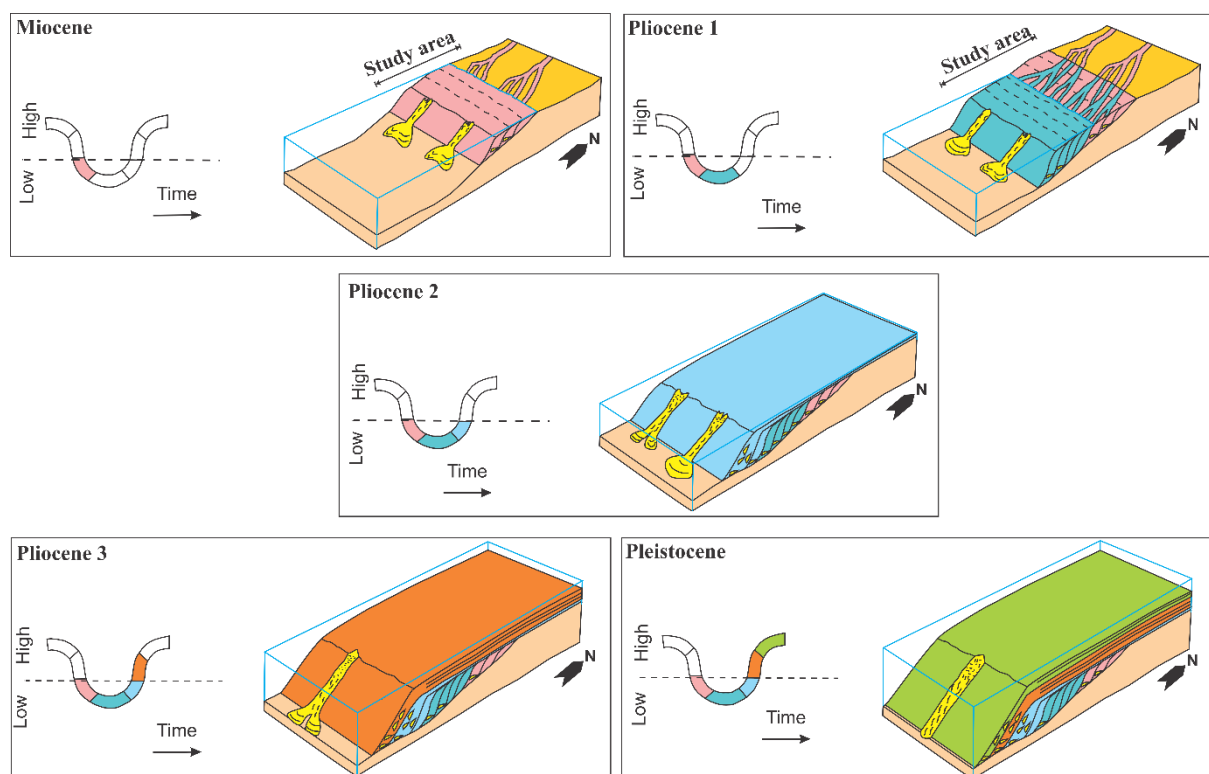 Miocene
Study area
High
Low
Time
N
Pliocene 1
Study area
High
Low
Time
N
Pliocene 2
High
Low
Time
N
Pliocene 3
High
Low
Time
N
Pleistocene
High
Low
Time
N